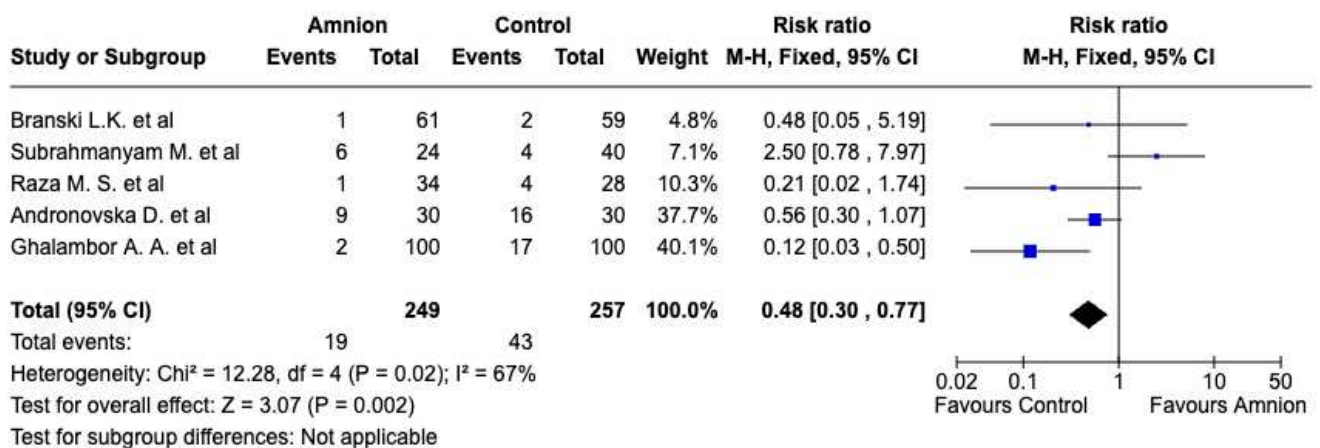 Amnion Control Risk ratio Risk ratio
Study or Subgroup Events Total Events Total Weight M-H, Fixed, 95% CI M-H, Fixed, 95% CI
Branski L.K. et al 1 61 2 59 4.8% 0.48 [0.05 , 5.19]
Subrahmanyam M. et al 6 24 4 40 7.1% 2.50 [0.78 , 7.97]
Raza M. S. et al 1 34 4 28 10.3% 0.21 [0.02 , 1.74]
Andronovska D. et al 9 30 16 30 37.7% 0.56 [0.30 , 1.07]
Ghalambor A. A. et al 2 100 17 100 40.1% 0.12 [0.03 , 0.50]
Total (95% CI) 249 257 100.0% 0.48 [0.30 , 0.77]
Total events: 19 43
Heterogeneity: Chi² = 12.28, df = 4 (P = 0.02); I² = 67%
0.02 0.1 1 10 50
Test for overall effect: Z = 3.07 (P = 0.002)
Favours Control Favours Amnion
Test for subgroup differences: Not applicable